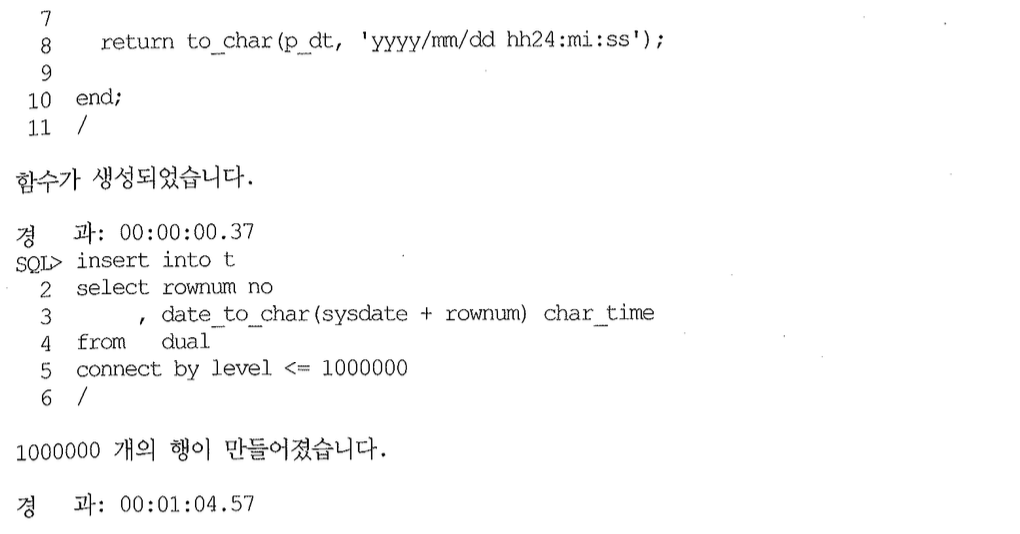 7
8 return to_char(p_dt, 'yyyy/mm/dd hh24:mi:ss');
9
10 end;
11 /
함수가 생성되었습니다.
경 과: 00:00:00.37
SQL> insert into t
2 select rownum no
3 , date_to_char(sysdate + rownum) char_time
4 from dual
5 connect by level <= 1000000
6 /
1000000 개의 행이 만들어졌습니다.
경 과: 00:01:04.57